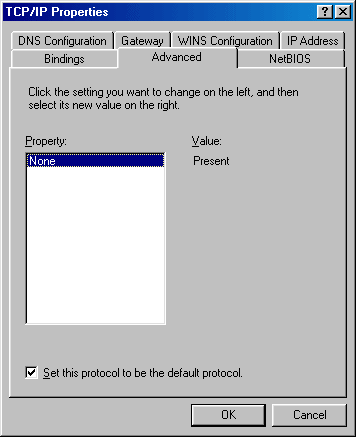 TCP/IP Properties
DNS Configuration Gateway WINS Configuration IP Address
Bindings Advanced NetBIOS
Click the setting you want to change on the left, and then
select its new value on the right.
Property: Value:
None Present
Set this protocol to be the default protocol.
OK Cancel